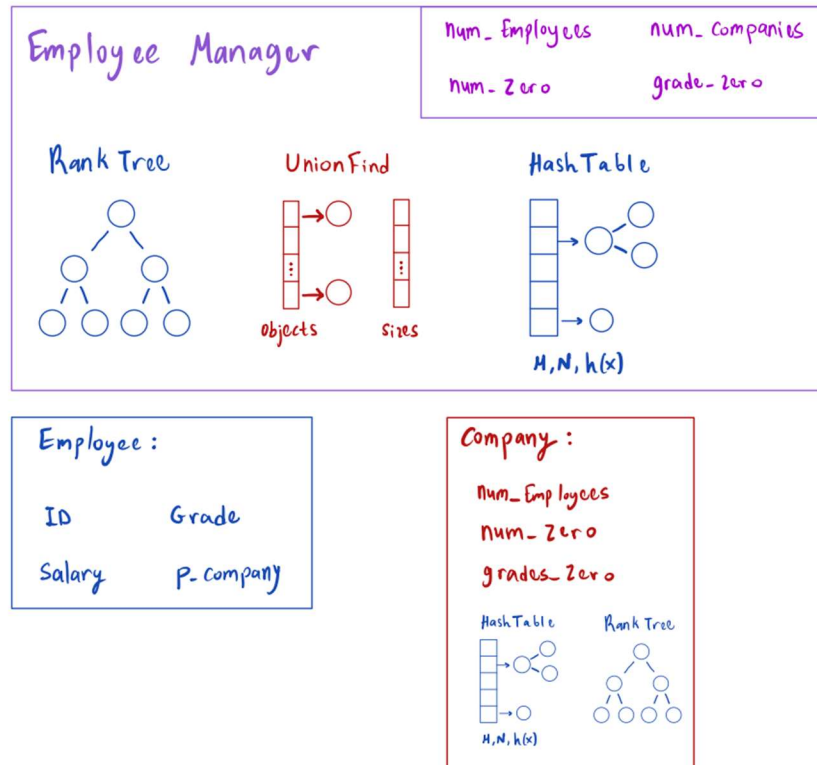 Employee Manager
num_Employees num_Companies
num_Zero grade_Zero
Rank Tree UnionFind HashTable
objects sizes
M,N,h(x)
Employee:
ID Grade
Salary P_company
Company:
num_Employees
num_Zero
grades_Zero
HashTable Rank Tree
M,N,h(x)